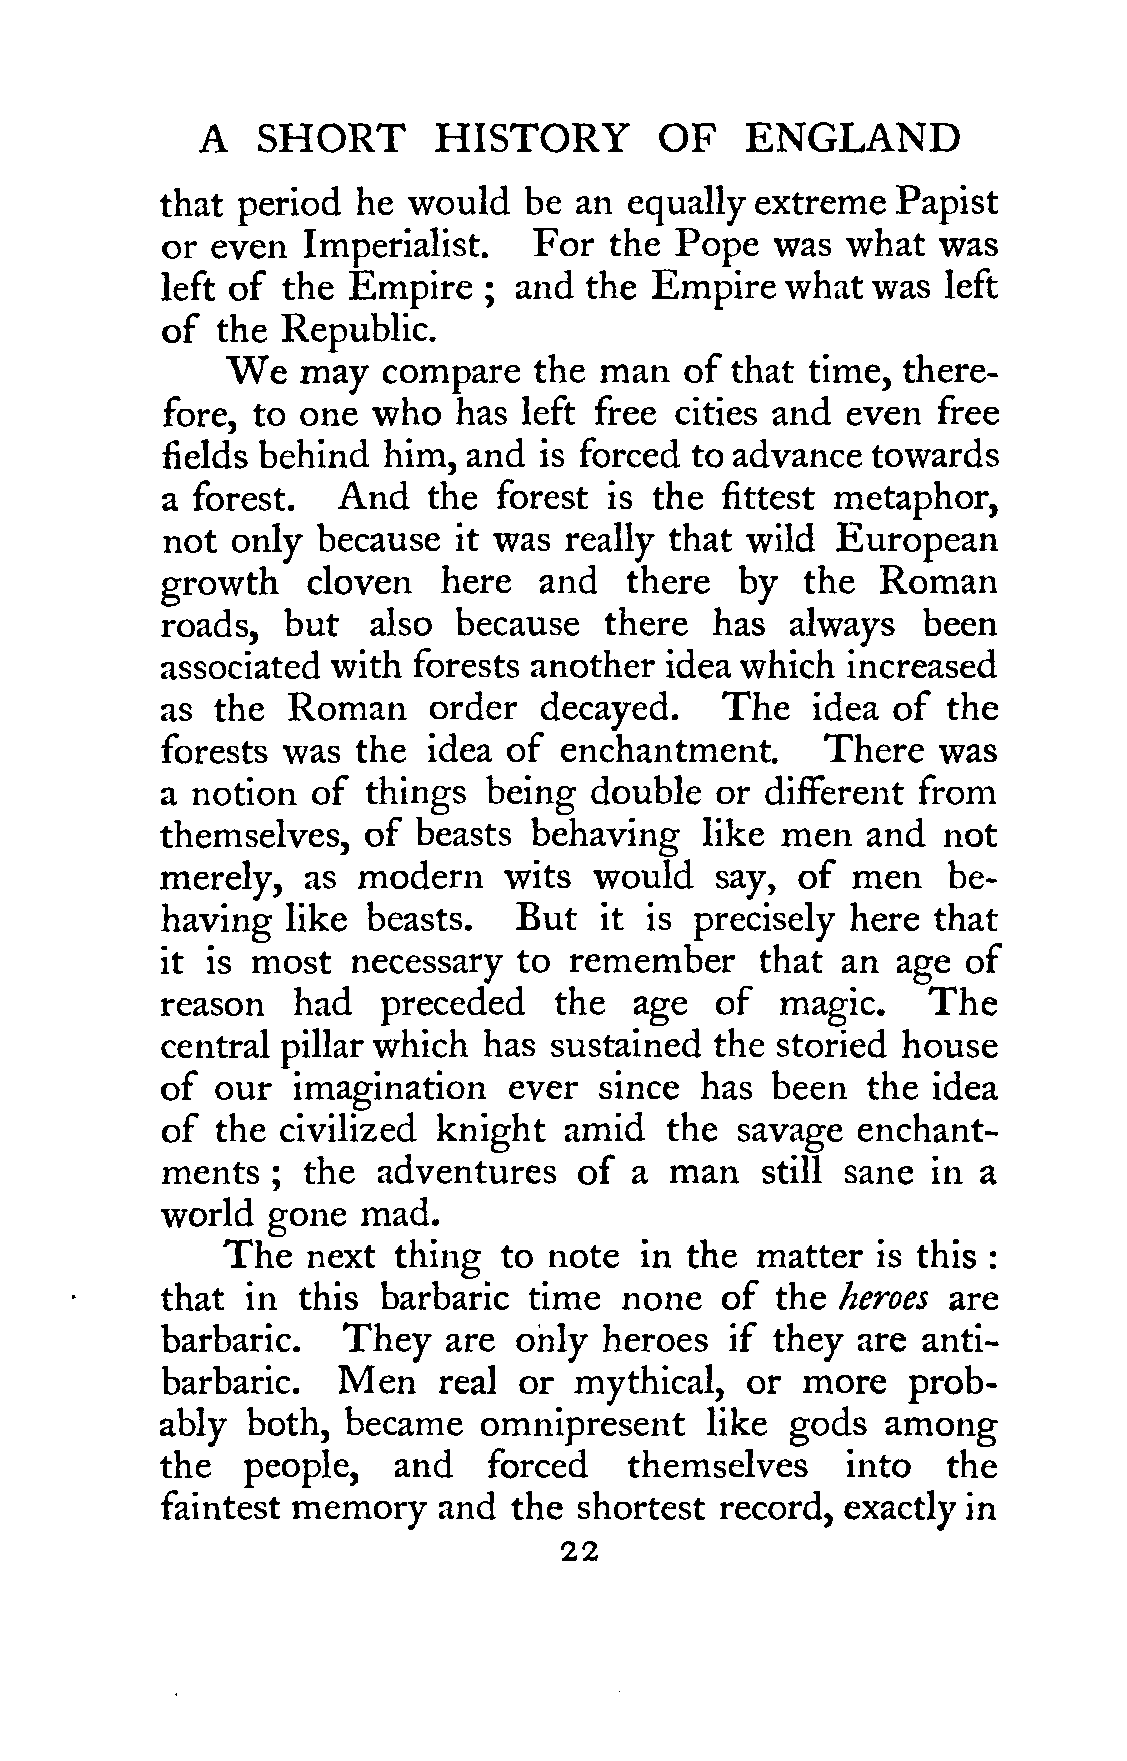 A SHORT HISTORY OF ENGLAND
that period he would be an equally extreme Papist
or even Imperialist. For the Pope was what was
left of the Empire ; and the Empire what was left
of the Republic.
We may compare the man of that time, there-
fore, to one who has left free cities and even free
fields behind him, and is forced to advance towards
a forest. And the forest is the fittest metaphor,
not only because it was really that wild European
growth cloven here and there by the Roman
roads, but also because there has always been
associated with forests another idea which increased
as the Roman order decayed. The idea of the
forests was the idea of enchantment. There was
a notion of things being double or different from
themselves, of beasts behaving like men and not
merely, as modern wits would say, of men be-
having like beasts. But it is precisely here that
it is most necessary to remember that an age of
reason had preceded the age of magic. The
central pillar which has sustained the storied house
of our imagination ever since has been the idea
of the civilized knight amid the savage enchant-
ments ; the adventures of a man still sane in a
world gone mad.
The next thing to note in the matter is this :
that in this barbaric time none of the heroes are
barbaric. They are only heroes if they are anti-
barbaric. Men real or mythical, or more prob-
ably both, became omnipresent like gods among
the people, and forced themselves into the
faintest memory and the shortest record, exactly in
22